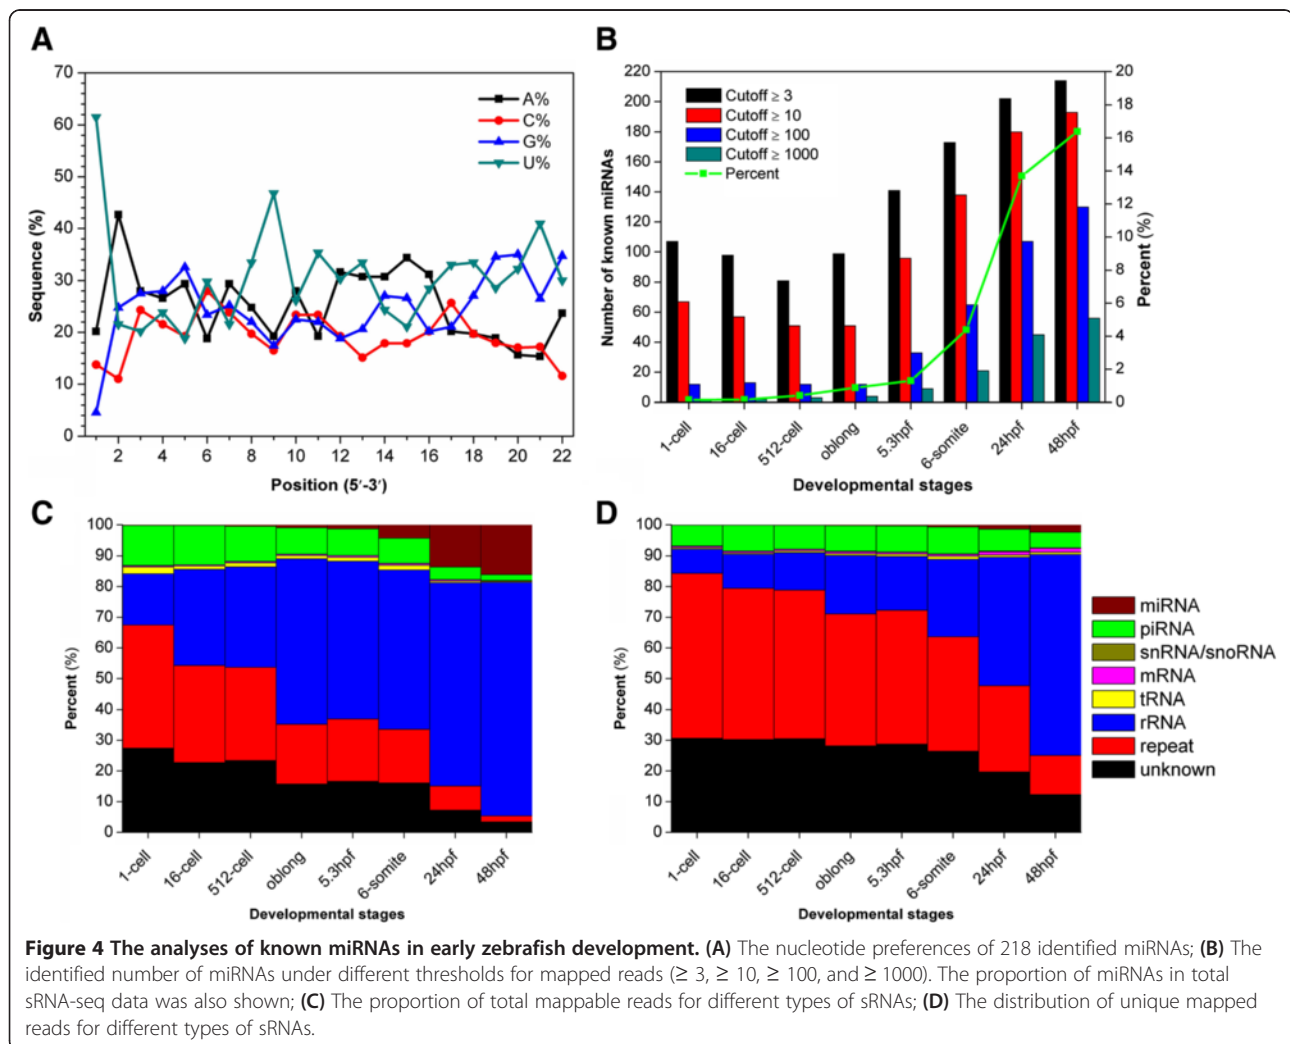 A
70
60
50
40
30
20
10
0
Sequence (%)
A%
C%
G%
U%
2 4 6 8 10 12 14 16 18 20 22
Position (5′-3′)
B
220
200
180
160
140
120
100
80
60
40
20
0
Number of known miRNAs
Cutoff ≥ 3
Cutoff ≥ 10
Cutoff ≥ 100
Cutoff ≥ 1000
Percent
20
18
16
14
12
10
8
6
4
2
0
Percent (%)
1-cell 16-cell 512-cell oblong 5.3hpf 6-somite 24hpf 48hpf
Developmental stages
C
100
90
80
70
60
50
40
30
20
10
0
Percent (%)
1-cell 16-cell 512-cell oblong 5.3hpf 6-somite 24hpf 48hpf
Developmental stages
D
100
90
80
70
60
50
40
30
20
10
0
Percent (%)
1-cell 16-cell 512-cell oblong 5.3hpf 6-somite 24hpf 48hpf
Developmental stages
miRNA
piRNA
snRNA/snoRNA
mRNA
tRNA
rRNA
repeat
unknown
Figure 4 The analyses of known miRNAs in early zebrafish development. (A) The nucleotide preferences of 218 identified miRNAs; (B) The
identified number of miRNAs under different thresholds for mapped reads (≥ 3, ≥ 10, ≥ 100, and ≥ 1000). The proportion of miRNAs in total
sRNA-seq data was also shown; (C) The proportion of total mappable reads for different types of sRNAs; (D) The distribution of unique mapped
reads for different types of sRNAs.